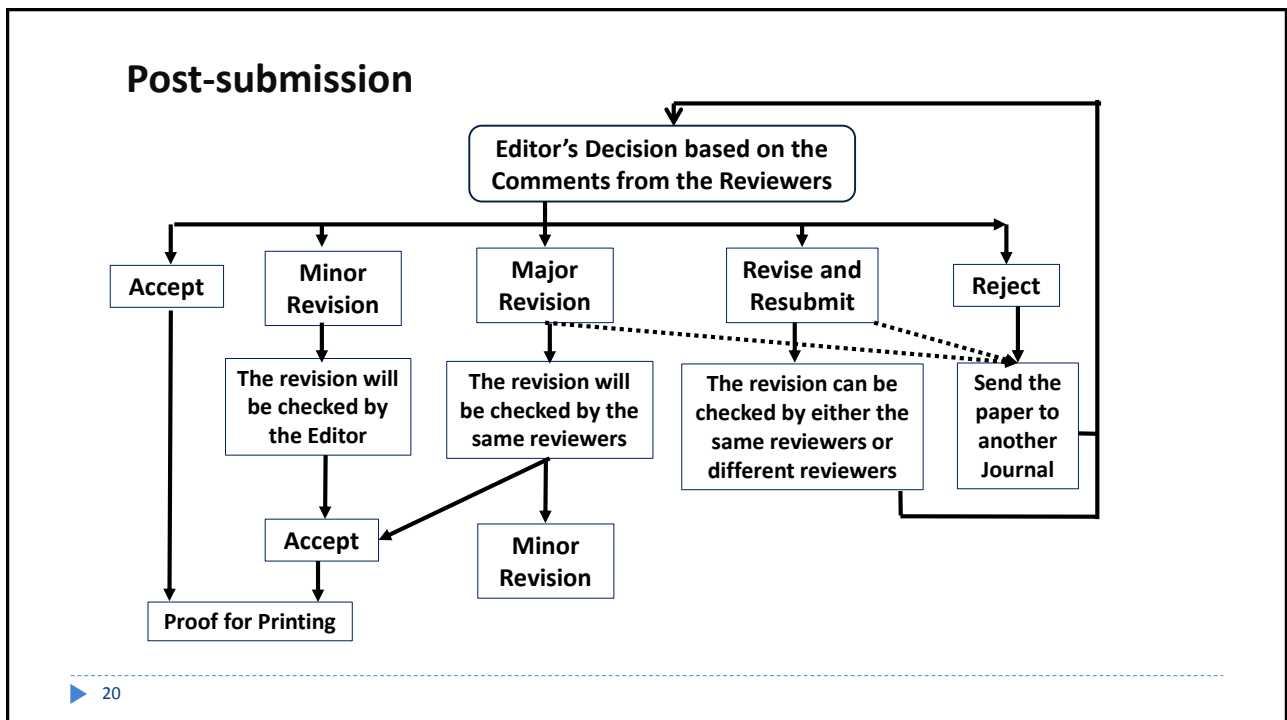 Post-submission
Editor’s Decision based on the
Comments from the Reviewers
Accept
Minor
Revision
Major
Revision
Revise and
Resubmit
Reject
The revision will
be checked by
the Editor
The revision will
be checked by the
same reviewers
The revision can be
checked by either the
same reviewers or
different reviewers
Send the
paper to
another
Journal
Accept
Minor
Revision
Proof for Printing
20